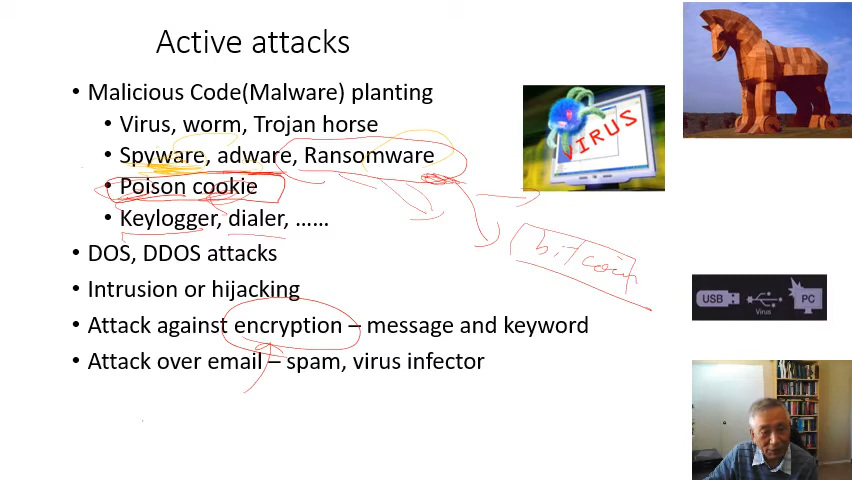 Active attacks
• Malicious Code(Malware) planting
• Virus, worm, Trojan horse
• Spyware, adware, Ransomware
• Poison cookie
• Keylogger, dialer, ......
• DOS, DDOS attacks
• Intrusion or hijacking
• Attack against encryption – message and keyword
• Attack over email – spam, virus infector
VIRUS
bitcoin
USB
Virus
PC